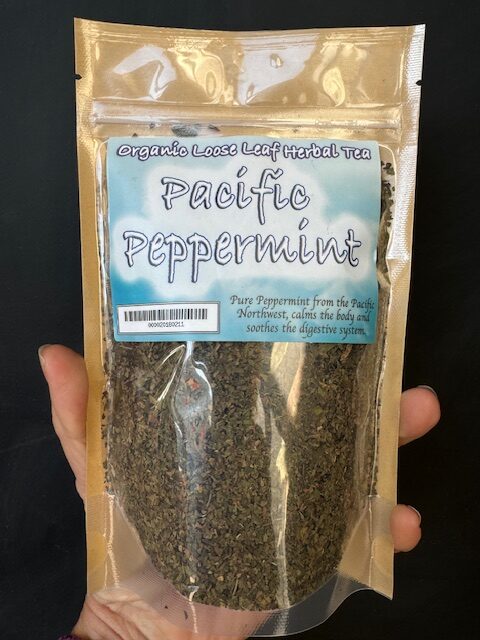 Organic Loose Leaf Herbal Tea
Pacific
Peppermint
Pure Peppermint from the Pacific
Northwest, calms the body and
soothes the digestive system.
0000201B0211